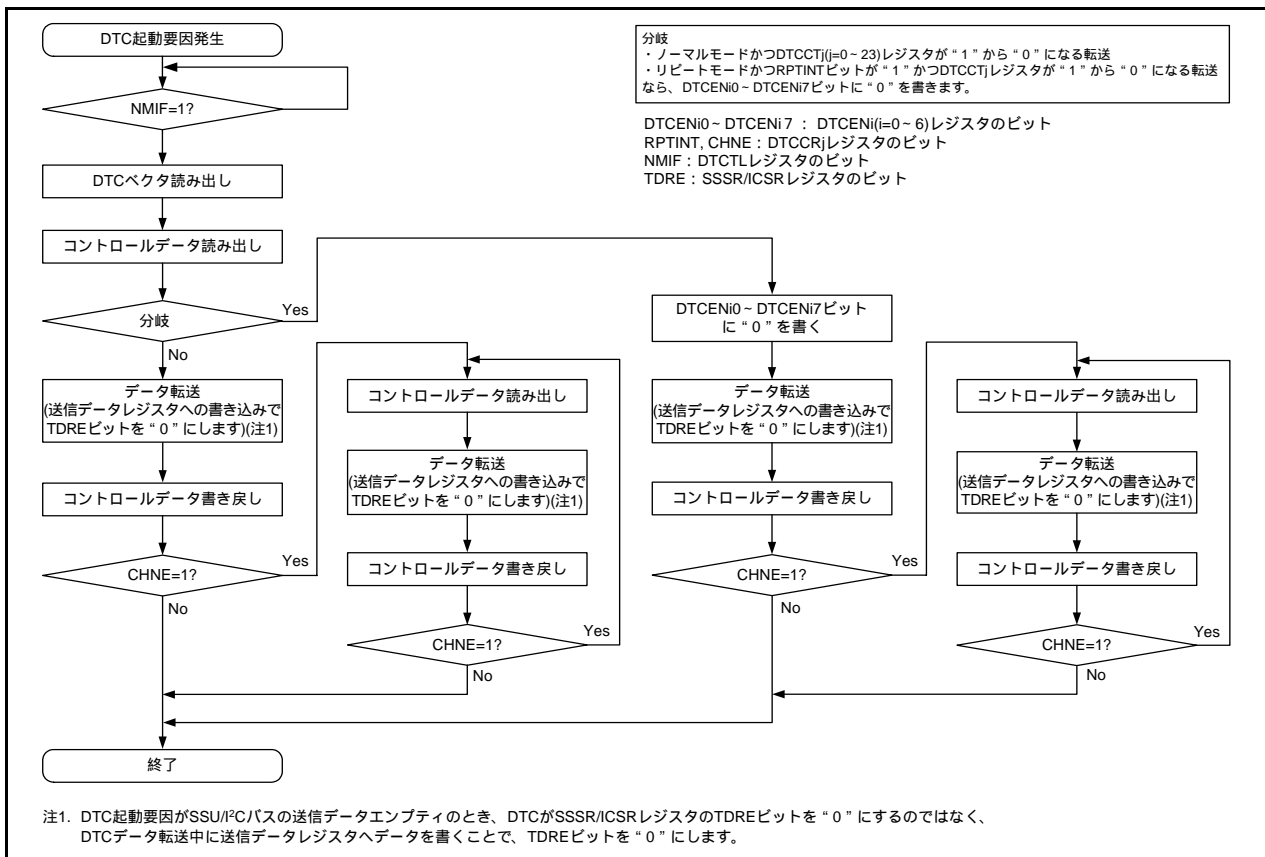 DTC起動要因発生
NMIF=1?
DTCベクタ読み出し
コントロールデータ読み出し
分岐
Yes
No
データ転送
(送信データレジスタへの書き込みで
TDREビットを“0”にします)(注1)
コントロールデータ書き戻し
CHNE=1?
Yes
No
コントロールデータ読み出し
データ転送
(送信データレジスタへの書き込みで
TDREビットを“0”にします)(注1)
コントロールデータ書き戻し
CHNE=1?
Yes
No
分岐
・ノーマルモードかつDTCCTj(j=0~23)レジスタが“1”から“0”になる転送
・リピートモードかつRPTINTビットが“1”かつDTCCTjレジスタが“1”から“0”になる転送
なら、DTCENi0~DTCENi7ビットに“0”を書きます。
DTCENi0~DTCENi7：DTCENi(i=0~6)レジスタのビット
RPTINT, CHNE：DTCCRjレジスタのビット
NMIF：DTCTLレジスタのビット
TDRE：SSSR/ICSRレジスタのビット
DTCENi0~DTCENi7ビット
に“0”を書く
データ転送
(送信データレジスタへの書き込みで
TDREビットを“0”にします)(注1)
コントロールデータ書き戻し
CHNE=1?
Yes
No
コントロールデータ読み出し
データ転送
(送信データレジスタへの書き込みで
TDREビットを“0”にします)(注1)
コントロールデータ書き戻し
CHNE=1?
Yes
No
終了
注1. DTC起動要因がSSU/I²Cバスの送信データエンプティのとき、DTCがSSSR/ICSRレジスタのTDREビットを“0”にするのではなく、
DTCデータ転送中に送信データレジスタへデータを書くことで、TDREビットを“0”にします。